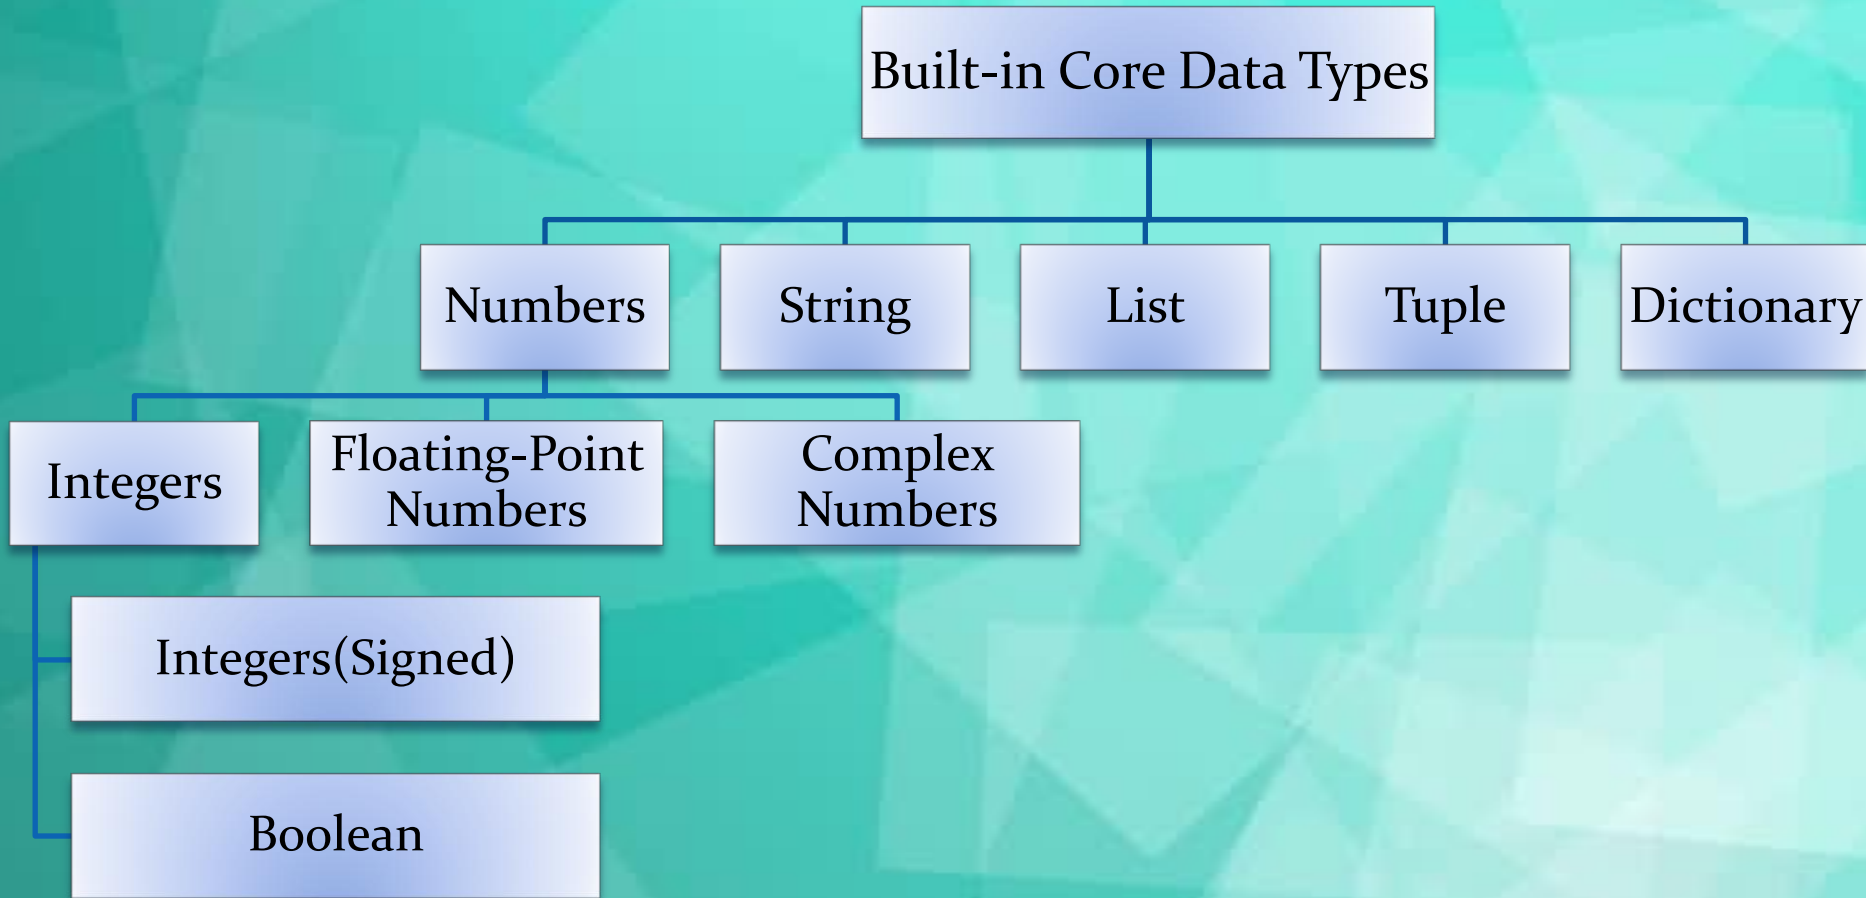 Built-in Core Data Types
Numbers
String
List
Tuple
Dictionary
Integers
Floating-Point
Numbers
Complex
Numbers
Integers(Signed)
Boolean